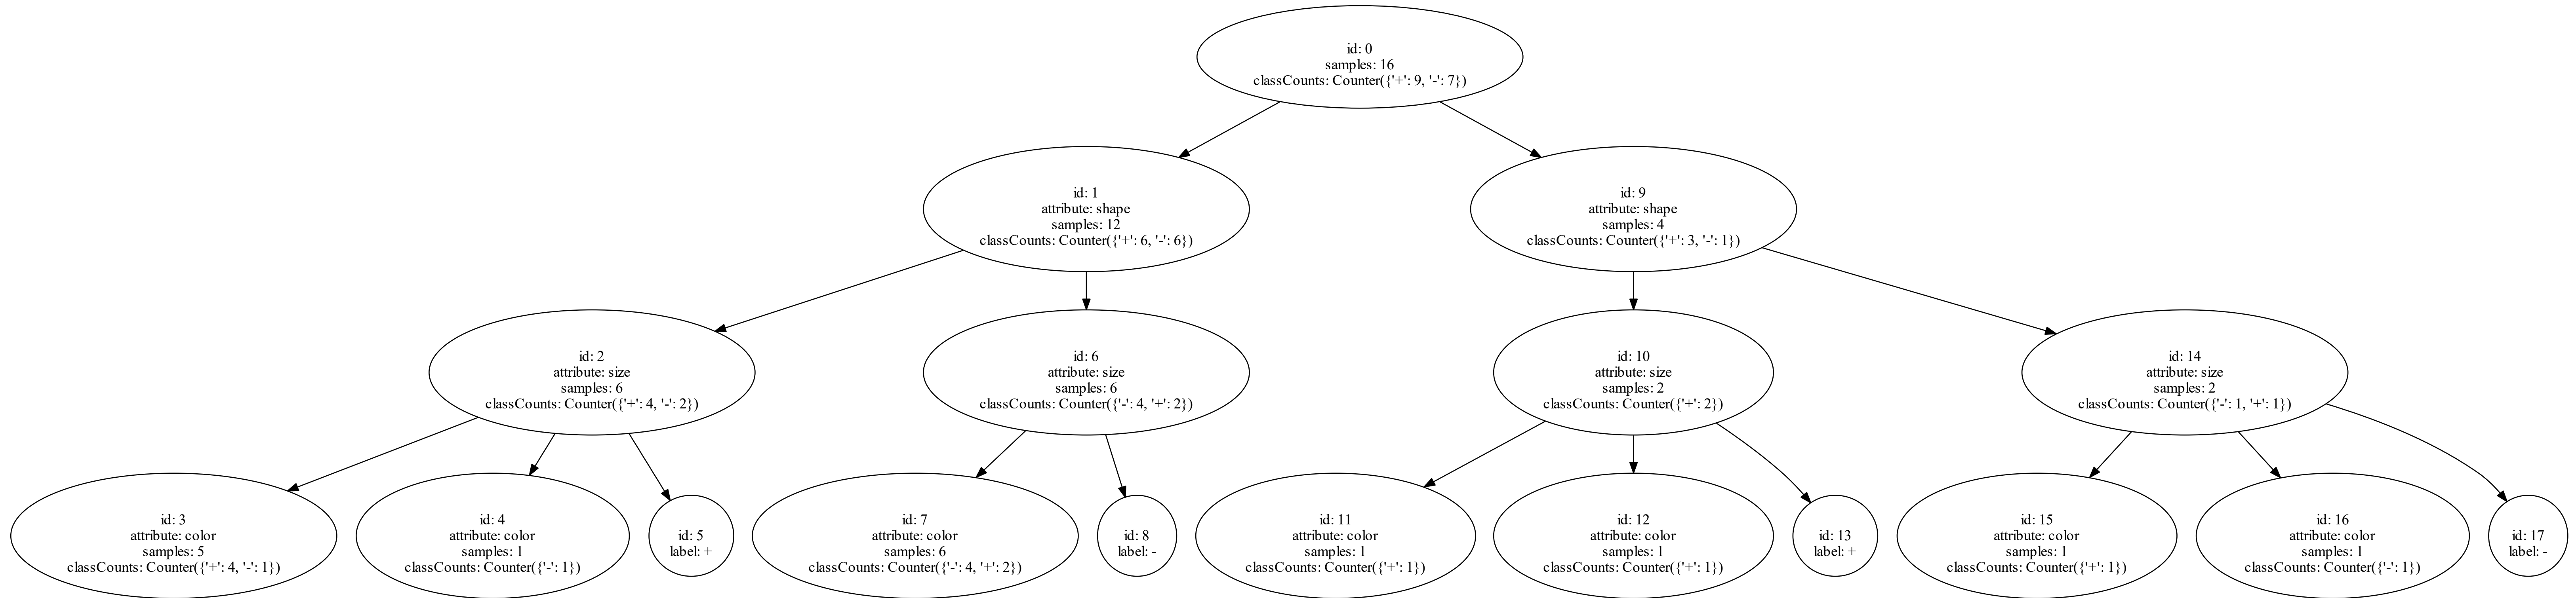 id: 0
samples: 16
classCounts: Counter({'+': 9, '-': 7})
id: 1
attribute: shape
samples: 12
classCounts: Counter({'+': 6, '-': 6})
id: 9
attribute: shape
samples: 4
classCounts: Counter({'+': 3, '-': 1})
id: 2
attribute: size
samples: 6
classCounts: Counter({'+': 4, '-': 2})
id: 6
attribute: size
samples: 6
classCounts: Counter({'-': 4, '+': 2})
id: 10
attribute: size
samples: 2
classCounts: Counter({'+': 2})
id: 14
attribute: size
samples: 2
classCounts: Counter({'-': 1, '+': 1})
id: 3
attribute: color
samples: 5
classCounts: Counter({'+': 4, '-': 1})
id: 4
attribute: color
samples: 1
classCounts: Counter({'-': 1})
id: 5
label: +
id: 7
attribute: color
samples: 6
classCounts: Counter({'-': 4, '+': 2})
id: 8
label: -
id: 11
attribute: color
samples: 1
classCounts: Counter({'+': 1})
id: 12
attribute: color
samples: 1
classCounts: Counter({'+': 1})
id: 13
label: +
id: 15
attribute: color
samples: 1
classCounts: Counter({'+': 1})
id: 16
attribute: color
samples: 1
classCounts: Counter({'-': 1})
id: 17
label: -